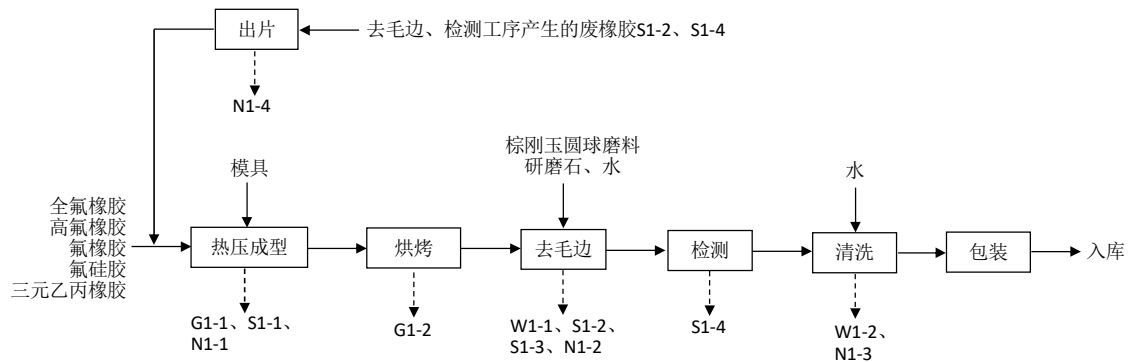 出片
去毛边、检测工序产生的废橡胶S1-2、S1-4
N1-4
棕刚玉圆球磨料
研磨石、水
模具
水
全氟橡胶
高氟橡胶
氟橡胶
氟硅胶
三元乙丙橡胶
热压成型
烘烤
去毛边
检测
清洗
包装
入库
G1-1、S1-1、
N1-1
G1-2
W1-1、S1-2、
S1-3、N1-2
S1-4
W1-2、
N1-3